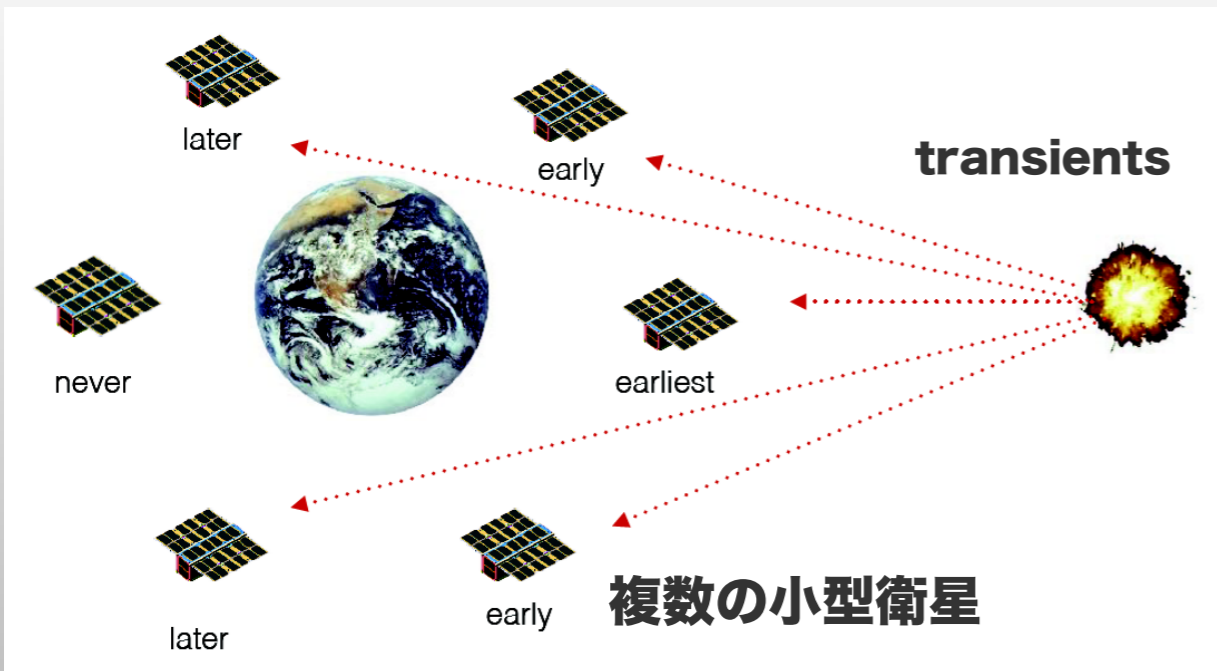 later
early
transients
never
earliest
later
early
複数の小型衛星